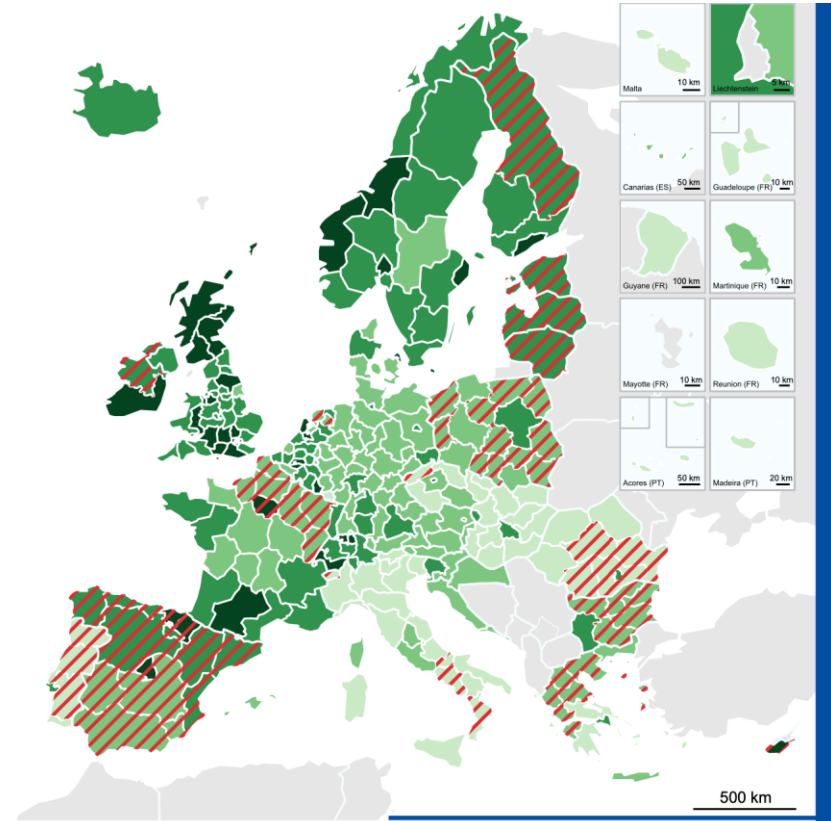 10 km
Malta
5 km
Liechtenstein
50 km
Canarias (ES)
10 km
Guadeloupe (FR)
100 km
Guyane (FR)
10 km
Martinique (FR)
10 km
Mayotte (FR)
10 km
Reunion (FR)
50 km
Acores (PT)
20 km
Madeira (PT)
500 km